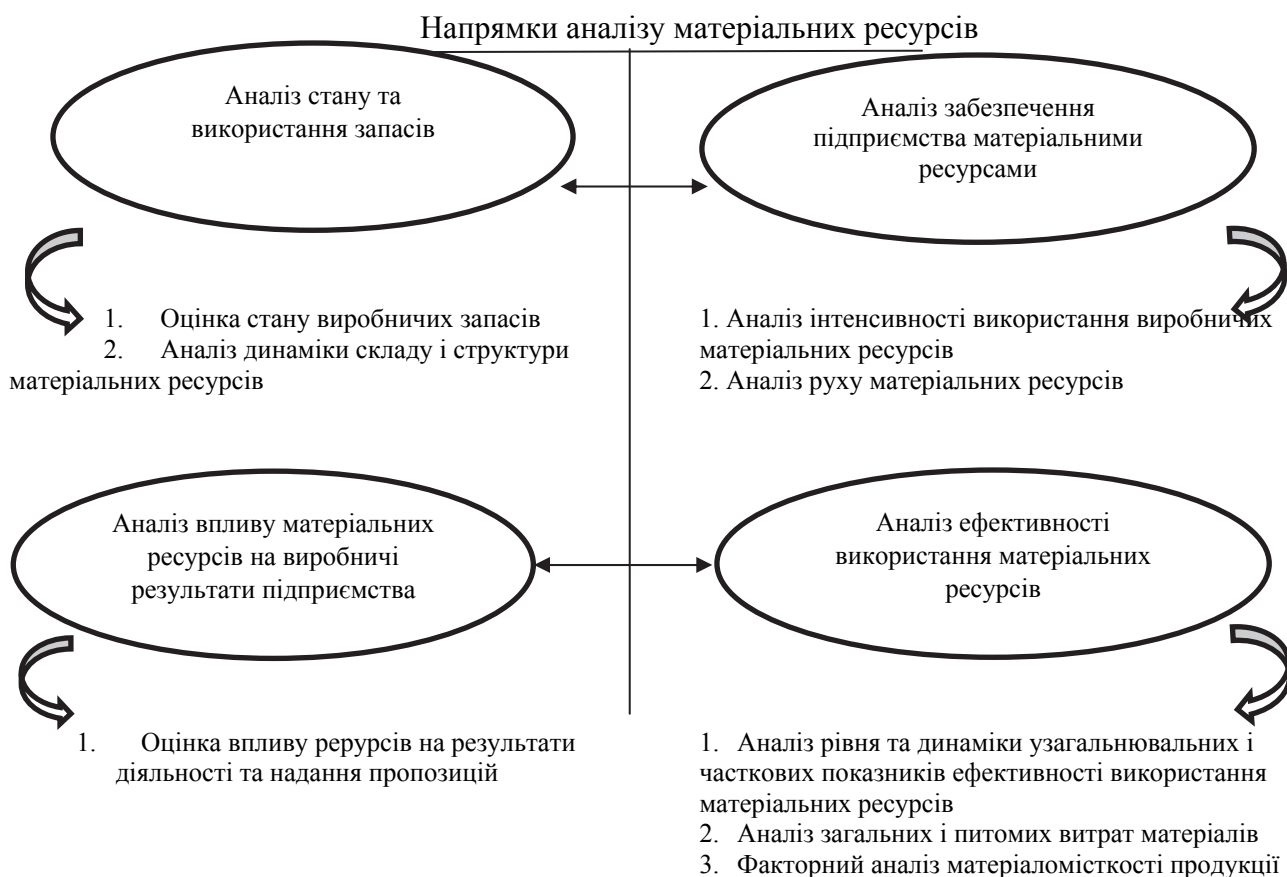 Напрямки аналізу матеріальних ресурсів
Аналіз стану та
використання запасів
Аналіз забезпечення
підприємства матеріальними
ресурсами
1. Оцінка стану виробничих запасів
2. Аналіз динаміки складу і структури
матеріальних ресурсів
1. Аналіз інтенсивності використання виробничих
матеріальних ресурсів
2. Аналіз руху матеріальних ресурсів
Аналіз впливу матеріальних
ресурсів на виробничі
результати підприємства
Аналіз ефективності
використання матеріальних
ресурсів
1. Оцінка впливу рерурсів на результати
діяльності та надання пропозицій
1. Аналіз рівня та динаміки узагальнювальних і
часткових показників ефективності використання
матеріальних ресурсів
2. Аналіз загальних і питомих витрат матеріалів
3. Факторний аналіз матеріаломісткості продукції